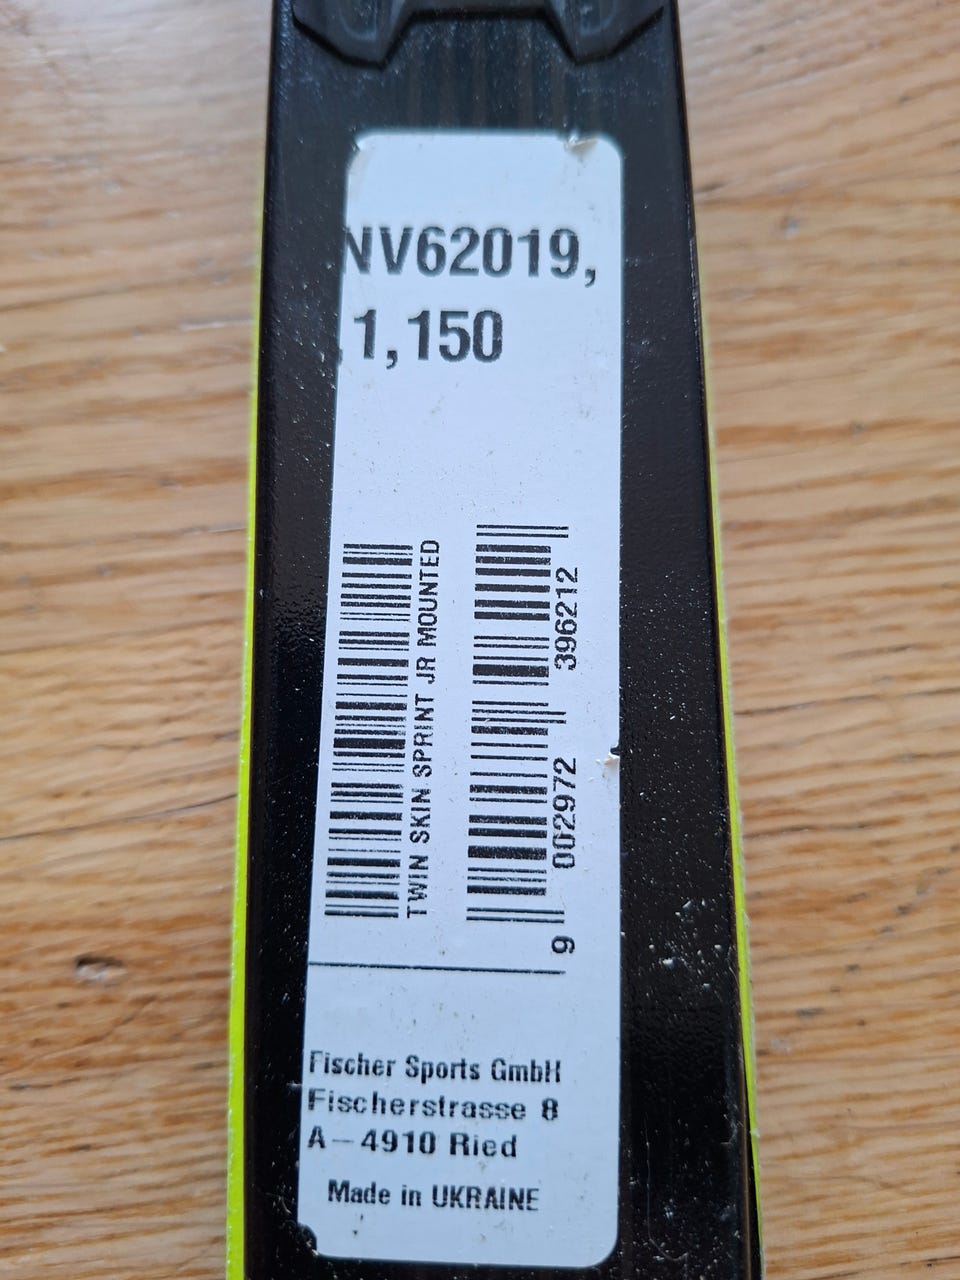 NV62019,
,1,150
TWIN SKIN SPRINT JR MOUNTED
9 002972 396212
Fischer Sports GmbH
Fischerstrasse 8
A-4910 Ried
Made in UKRAINE